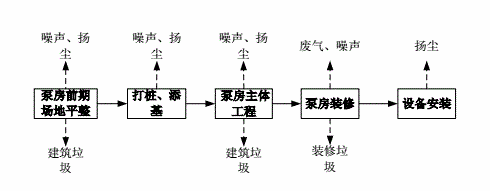 噪声、扬
尘
噪声、扬
尘
噪声、扬
尘
废气、噪声
扬尘
泵房前期
场地平整
打桩、添
基
泵房主体
工程
泵房装修
设备安装
建筑垃
圾
建筑垃
圾
装修垃
圾